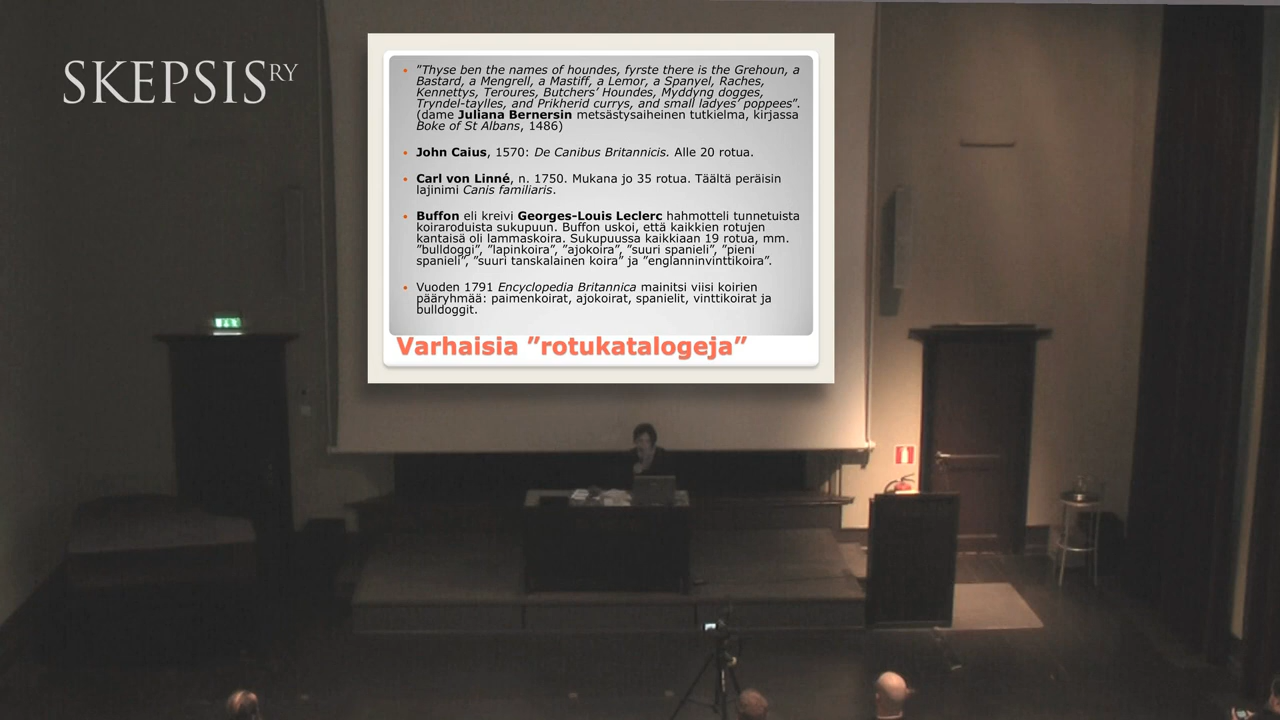 SKEPSIS RY
"Thyse ben the names of houndes, fyrste there is the Grehoun, a
Bastard, a Mengrell, a Mastiff, a Lemor, a Spanyel, Raches,
Kennettys, Teroures, Butchers' Houndes, Myddyng dogges,
Tryndel-taylles, and Prikherid currys, and small ladyes' poppees".
(dame Juliana Bernersin metsästysaiheinen tutkielma, kirjassa
Boke of St Albans, 1486)
John Caius, 1570: De Canibus Britannicis. Alle 20 rotua.
Carl von Linné, n. 1750. Mukana jo 35 rotua. Täältä peräisin
lajinimi Canis familiaris.
Buffon eli kreivi Georges-Louis Leclerc hahmotteli tunnetuista
koiraroduista sukupuun. Buffon uskoi, että kaikkien rotujen
kantaisä oli lammaskoira. Sukupuussa kaikkiaan 19 rotua, mm.
"bulldoggi", "lapinkoira", "ajokoira", "suuri spanieli", "pieni
spanieli", "suuri tanskalainen koira" ja "englanninvinttikoira".
Vuoden 1791 Encyclopedia Britannica mainitsi viisi koirien
pääryhmää: paimenkoirat, ajokoirat, spanielit, vinttikoirat ja
bulldoggit.
Varhaisia "rotukatalogeja"